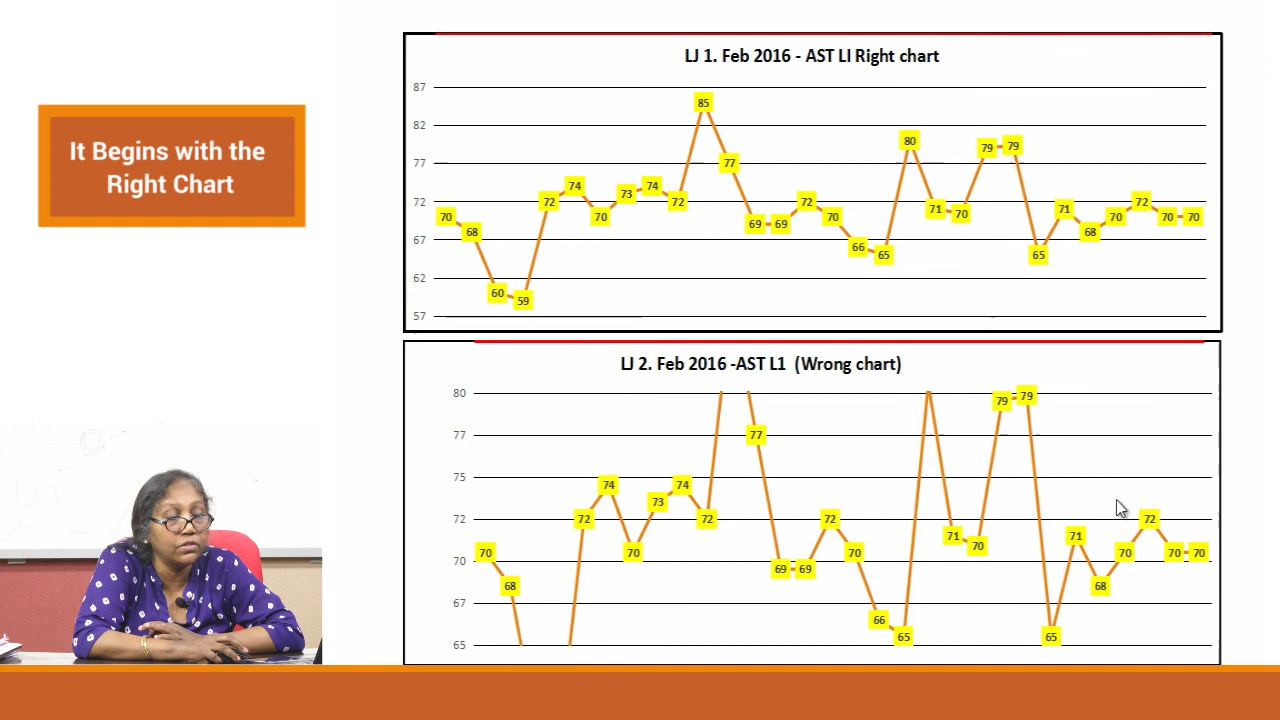 It Begins with the
Right Chart
LJ 1. Feb 2016 - AST LI Right chart
87
82
77
72
67
62
57
70 68 60 59 72 74 70 73 74 72 85 77 69 69 72 70 66 65 80 71 70 79 79 65 71 68 70 72 70 70
LJ 2. Feb 2016 -AST L1 (Wrong chart)
80
77
75
72
70
67
65
70 68 72 74 70 73 74 72 77 69 69 72 70 66 65 71 70 79 79 65 71 68 70 72 70 70